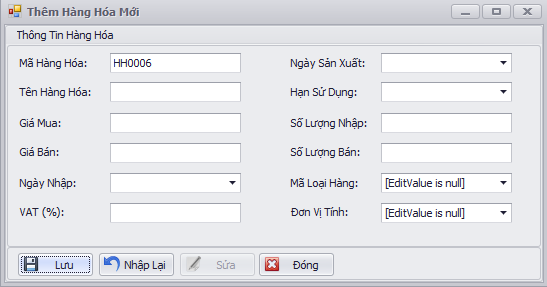 Thêm Hàng Hóa Mới
Thông Tin Hàng Hóa
Mã Hàng Hóa: HH0006 Ngày Sản Xuất:
Tên Hàng Hóa: Hạn Sử Dụng:
Giá Mua: Số Lượng Nhập:
Giá Bán: Số Lượng Bán:
Ngày Nhập: Mã Loại Hàng: [EditValue is null]
VAT (%): Đơn Vị Tính: [EditValue is null]
Lưu Nhập Lại Sửa Đóng